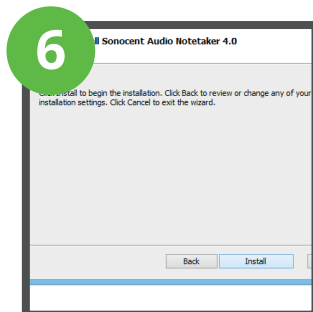 6
ll Sonocent Audio Notetaker 4.0
Install to begin the installation. Click Back to review or change any of your
installation settings. Click Cancel to exit the wizard.
Back Install